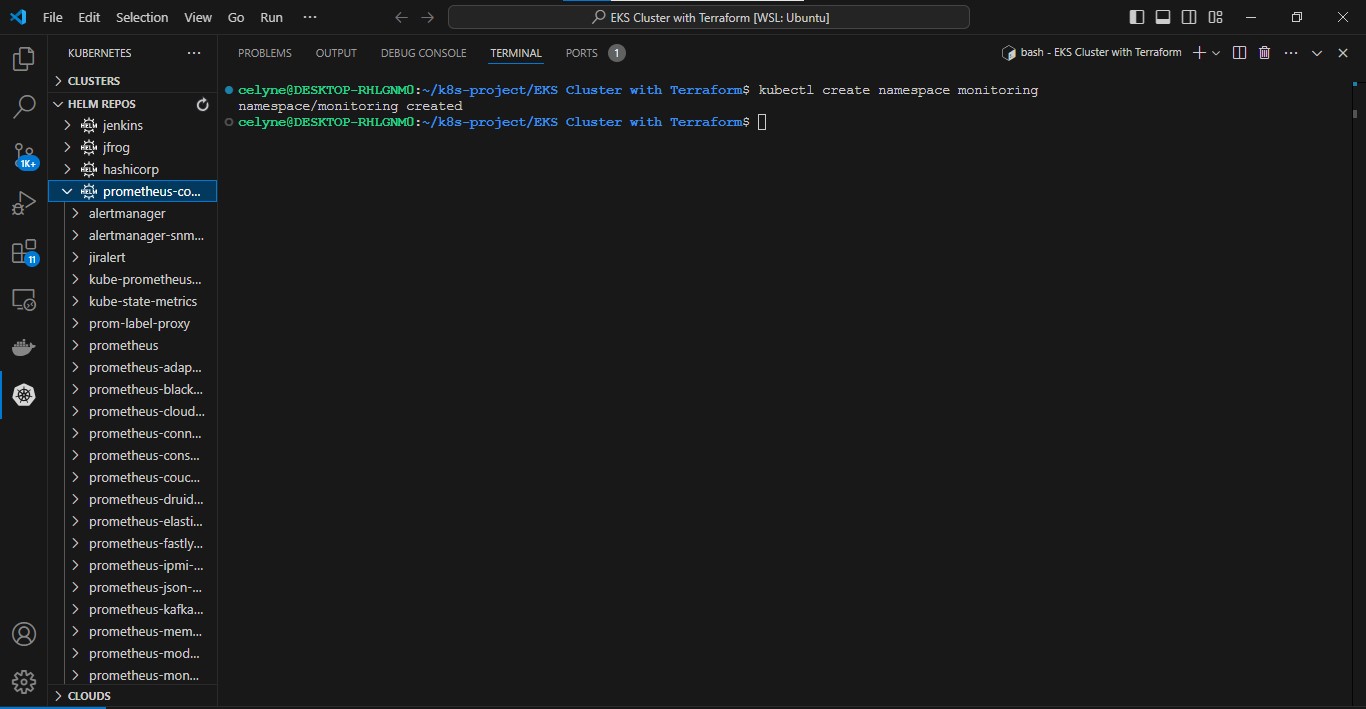 File Edit Selection View Go Run ···
EKS Cluster with Terraform [WSL: Ubuntu]
KUBERNETES ···
PROBLEMS OUTPUT DEBUG CONSOLE TERMINAL PORTS 1
bash - EKS Cluster with Terraform
CLUSTERS
HELM REPOS
HELM jenkins
HELM jfrog
HELM hashicorp
HELM prometheus-co...
alertmanager
alertmanager-snm...
jiralert
kube-prometheus...
kube-state-metrics
prom-label-proxy
prometheus
prometheus-adap...
prometheus-black...
prometheus-cloud...
prometheus-conn...
prometheus-cons...
prometheus-couc...
prometheus-druid...
prometheus-elasti...
prometheus-fastly...
prometheus-ipmi-...
prometheus-json-...
prometheus-kafka...
prometheus-mem...
prometheus-mod...
prometheus-mon...
CLOUDS
1K+
11
celyne@DESKTOP-RHLGNM0:~/k8s-project/EKS Cluster with Terraform$ kubectl create namespace monitoring
namespace/monitoring created
celyne@DESKTOP-RHLGNM0:~/k8s-project/EKS Cluster with Terraform$